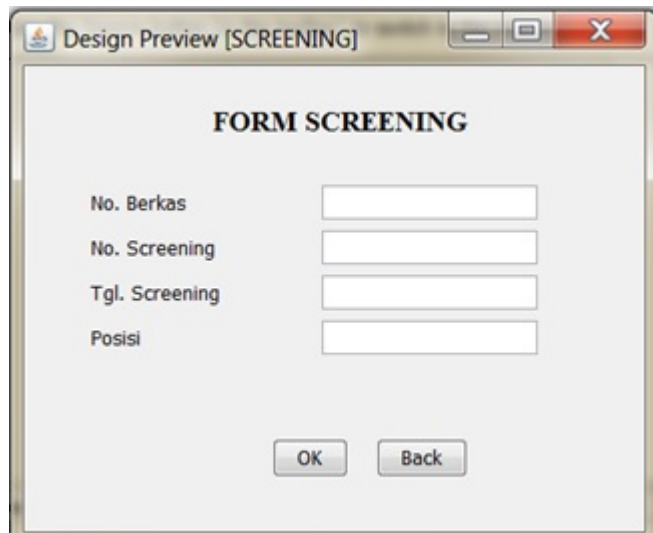 Design Preview [SCREENING]
FORM SCREENING
No. Berkas
No. Screening
Tgl. Screening
Posisi
OK Back